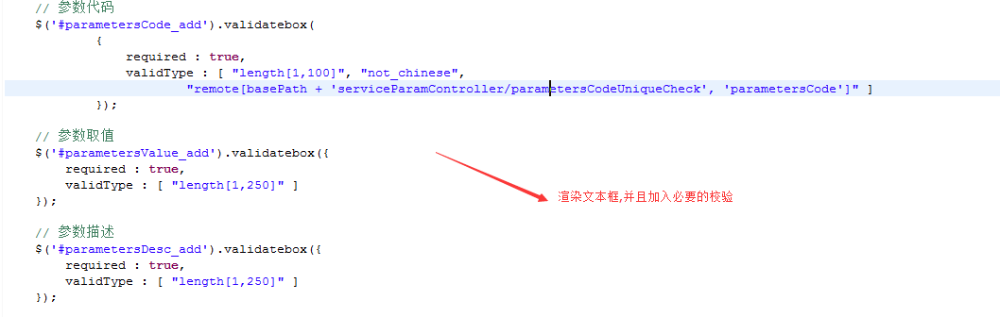 // 参数代码
$('#parametersCode_add').validatebox(
{
required : true,
validType : [ "length[1,100]", "not_chinese",
"remote[basePath + 'serviceParamController/parametersCodeUniqueCheck', 'parametersCode']" ]
});
// 参数取值
$('#parametersValue_add').validatebox({
required : true,
validType : [ "length[1,250]" ]
});
渲染文本框,并且加入必要的校验
// 参数描述
$('#parametersDesc_add').validatebox({
required : true,
validType : [ "length[1,250]" ]
});